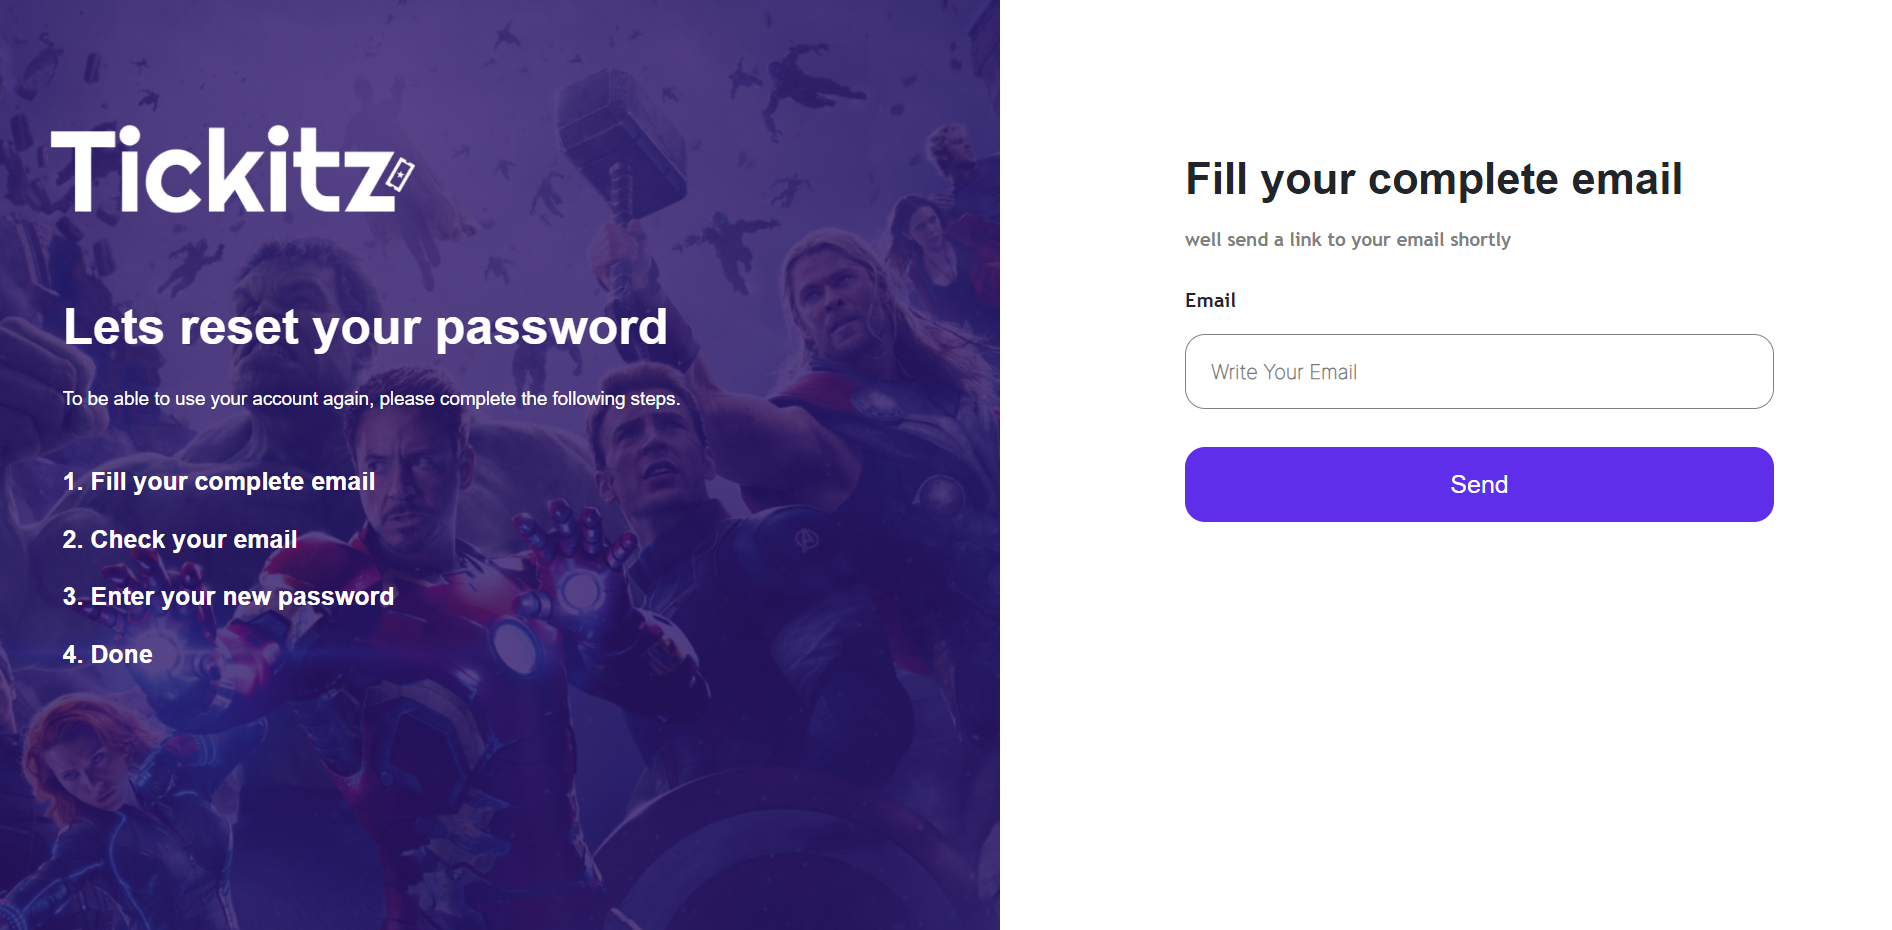 Tickitz
Lets reset your password
To be able to use your account again, please complete the following steps.
1. Fill your complete email
2. Check your email
3. Enter your new password
4. Done
Fill your complete email
well send a link to your email shortly
Email
Write Your Email
Send